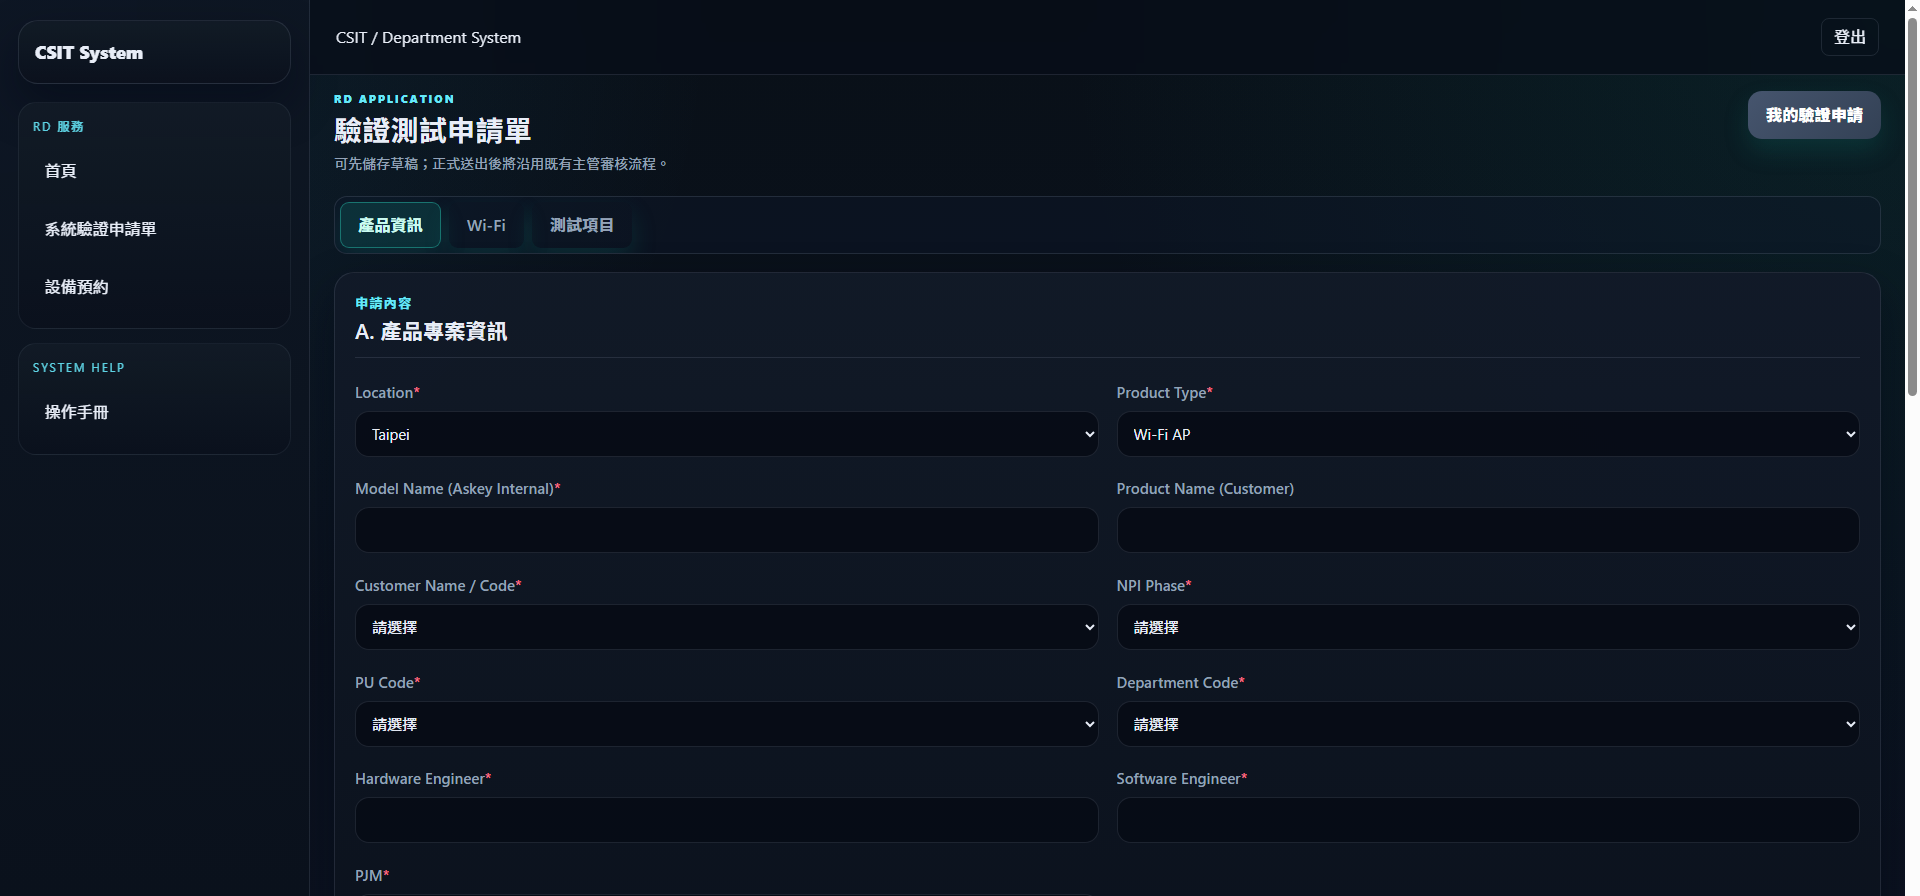 CSIT System
RD 服務
首頁
系統驗證申請單
設備預約
SYSTEM HELP
操作手冊
CSIT / Department System
登出
RD APPLICATION
驗證測試申請單
可先儲存草稿；正式送出後將沿用既有主管審核流程。
我的驗證申請
產品資訊
Wi-Fi
測試項目
申請內容
A. 產品專案資訊
Location*
Product Type*
Taipei
Wi-Fi AP
Model Name (Askey Internal)*
Product Name (Customer)
Customer Name / Code*
NPI Phase*
請選擇
請選擇
PU Code*
Department Code*
請選擇
請選擇
Hardware Engineer*
Software Engineer*
PJM*